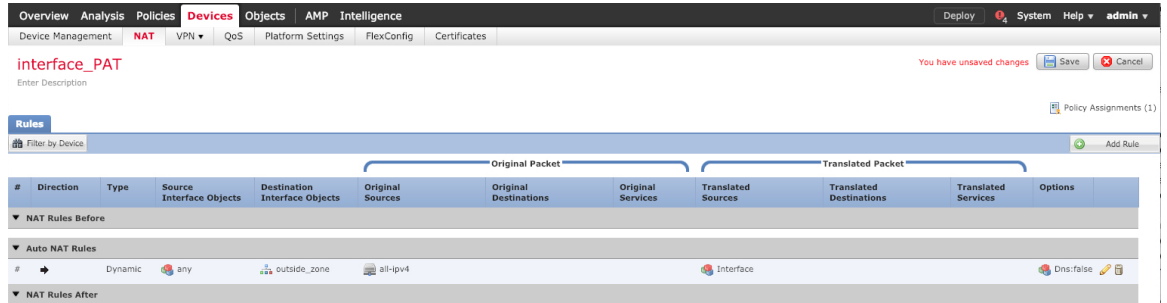 Overview Analysis Policies Devices Objects AMP Intelligence Deploy 4 System Help admin
Device Management NAT VPN QoS Platform Settings FlexConfig Certificates
interface_PAT You have unsaved changes Save Cancel
Enter Description
Policy Assignments (1)
Rules
Filter by Device Add Rule
Original Packet Translated Packet
# Direction Type Source Interface Objects Destination Interface Objects Original Sources Original Destinations Original Services Translated Sources Translated Destinations Translated Services Options
NAT Rules Before
Auto NAT Rules
# Dynamic any outside_zone all-ipv4 Interface Dns:false
NAT Rules After